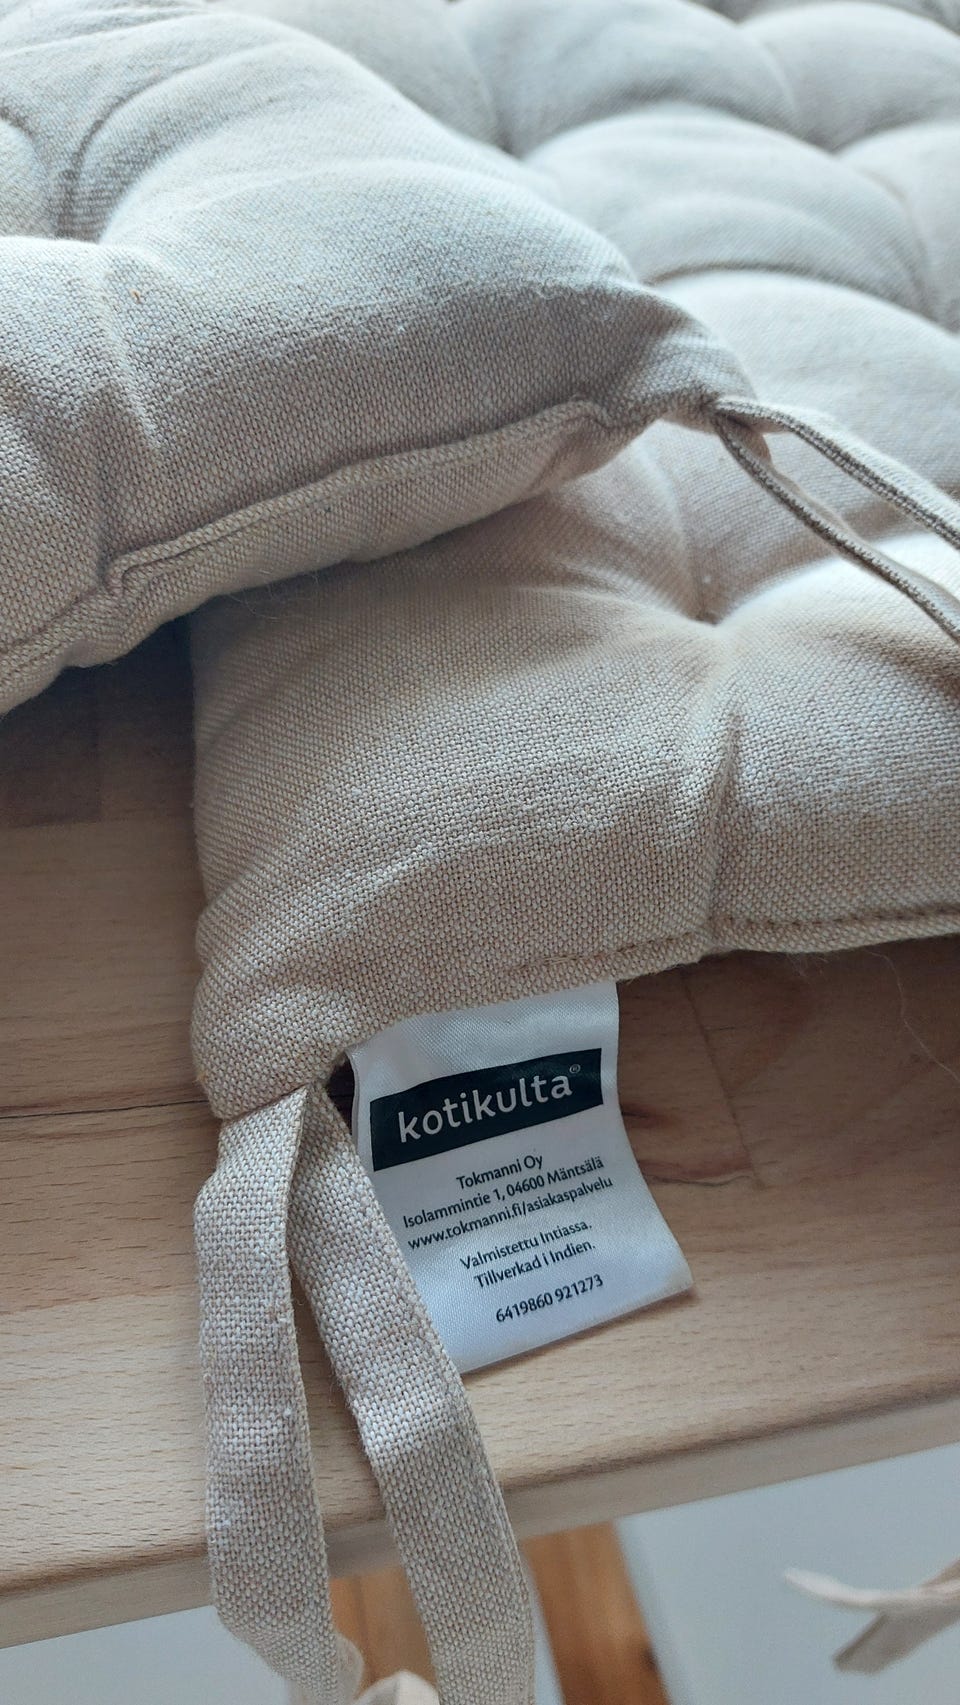 kotikulta®
Tokmanni Oy
Isolammintie 1, 04600 Mäntsälä
www.tokmanni.fi/asiakaspalvelu
Valmistettu Intiassa.
Tillverkad i Indien.
6419860 921273